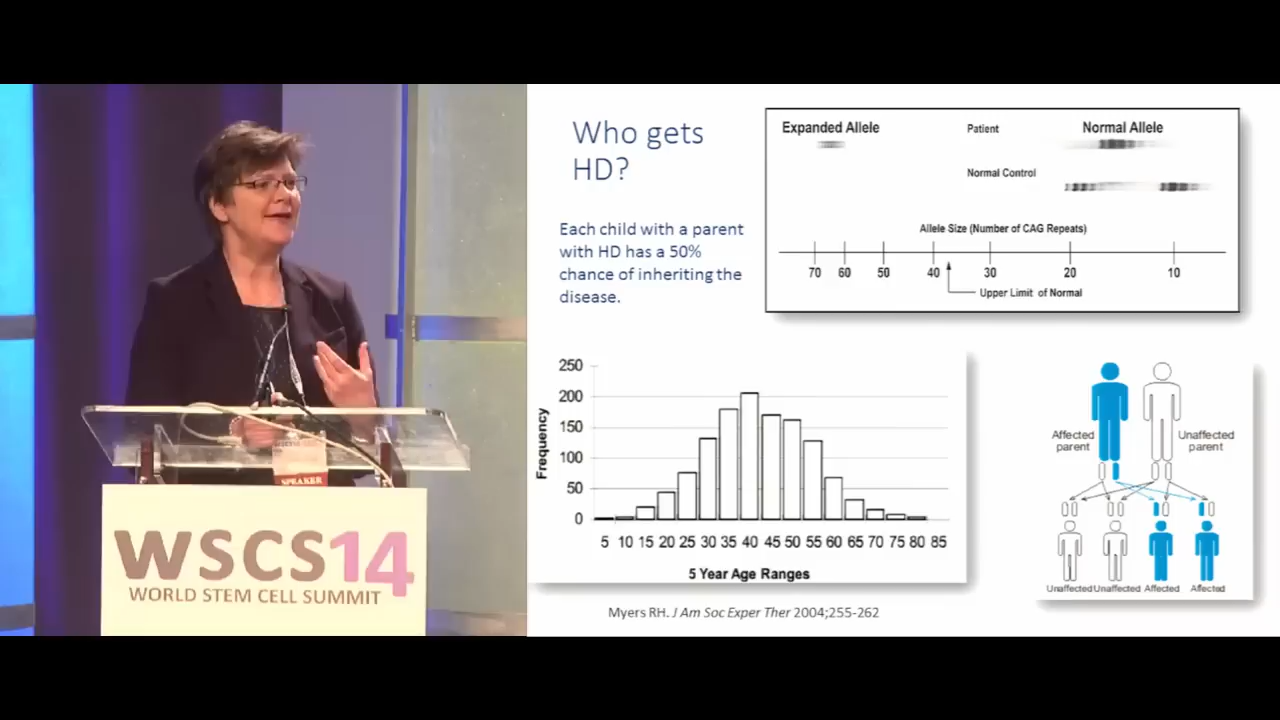 SPEAKER
WSCS14
WORLD STEM CELL SUMMIT
Who gets
HD?
Each child with a parent
with HD has a 50%
chance of inheriting the
disease.
Expanded Allele
Patient
Normal Allele
Normal Control
Allele Size (Number of CAG Repeats)
70 60 50 40 30 20 10
Upper Limit of Normal
250
200
150
100
50
0
Frequency
5 10 15 20 25 30 35 40 45 50 55 60 65 70 75 80 85
5 Year Age Ranges
Affected
parent
Unaffected
parent
Unaffected Unaffected Affected Affected
Myers RH. J Am Soc Exper Ther 2004;255-262